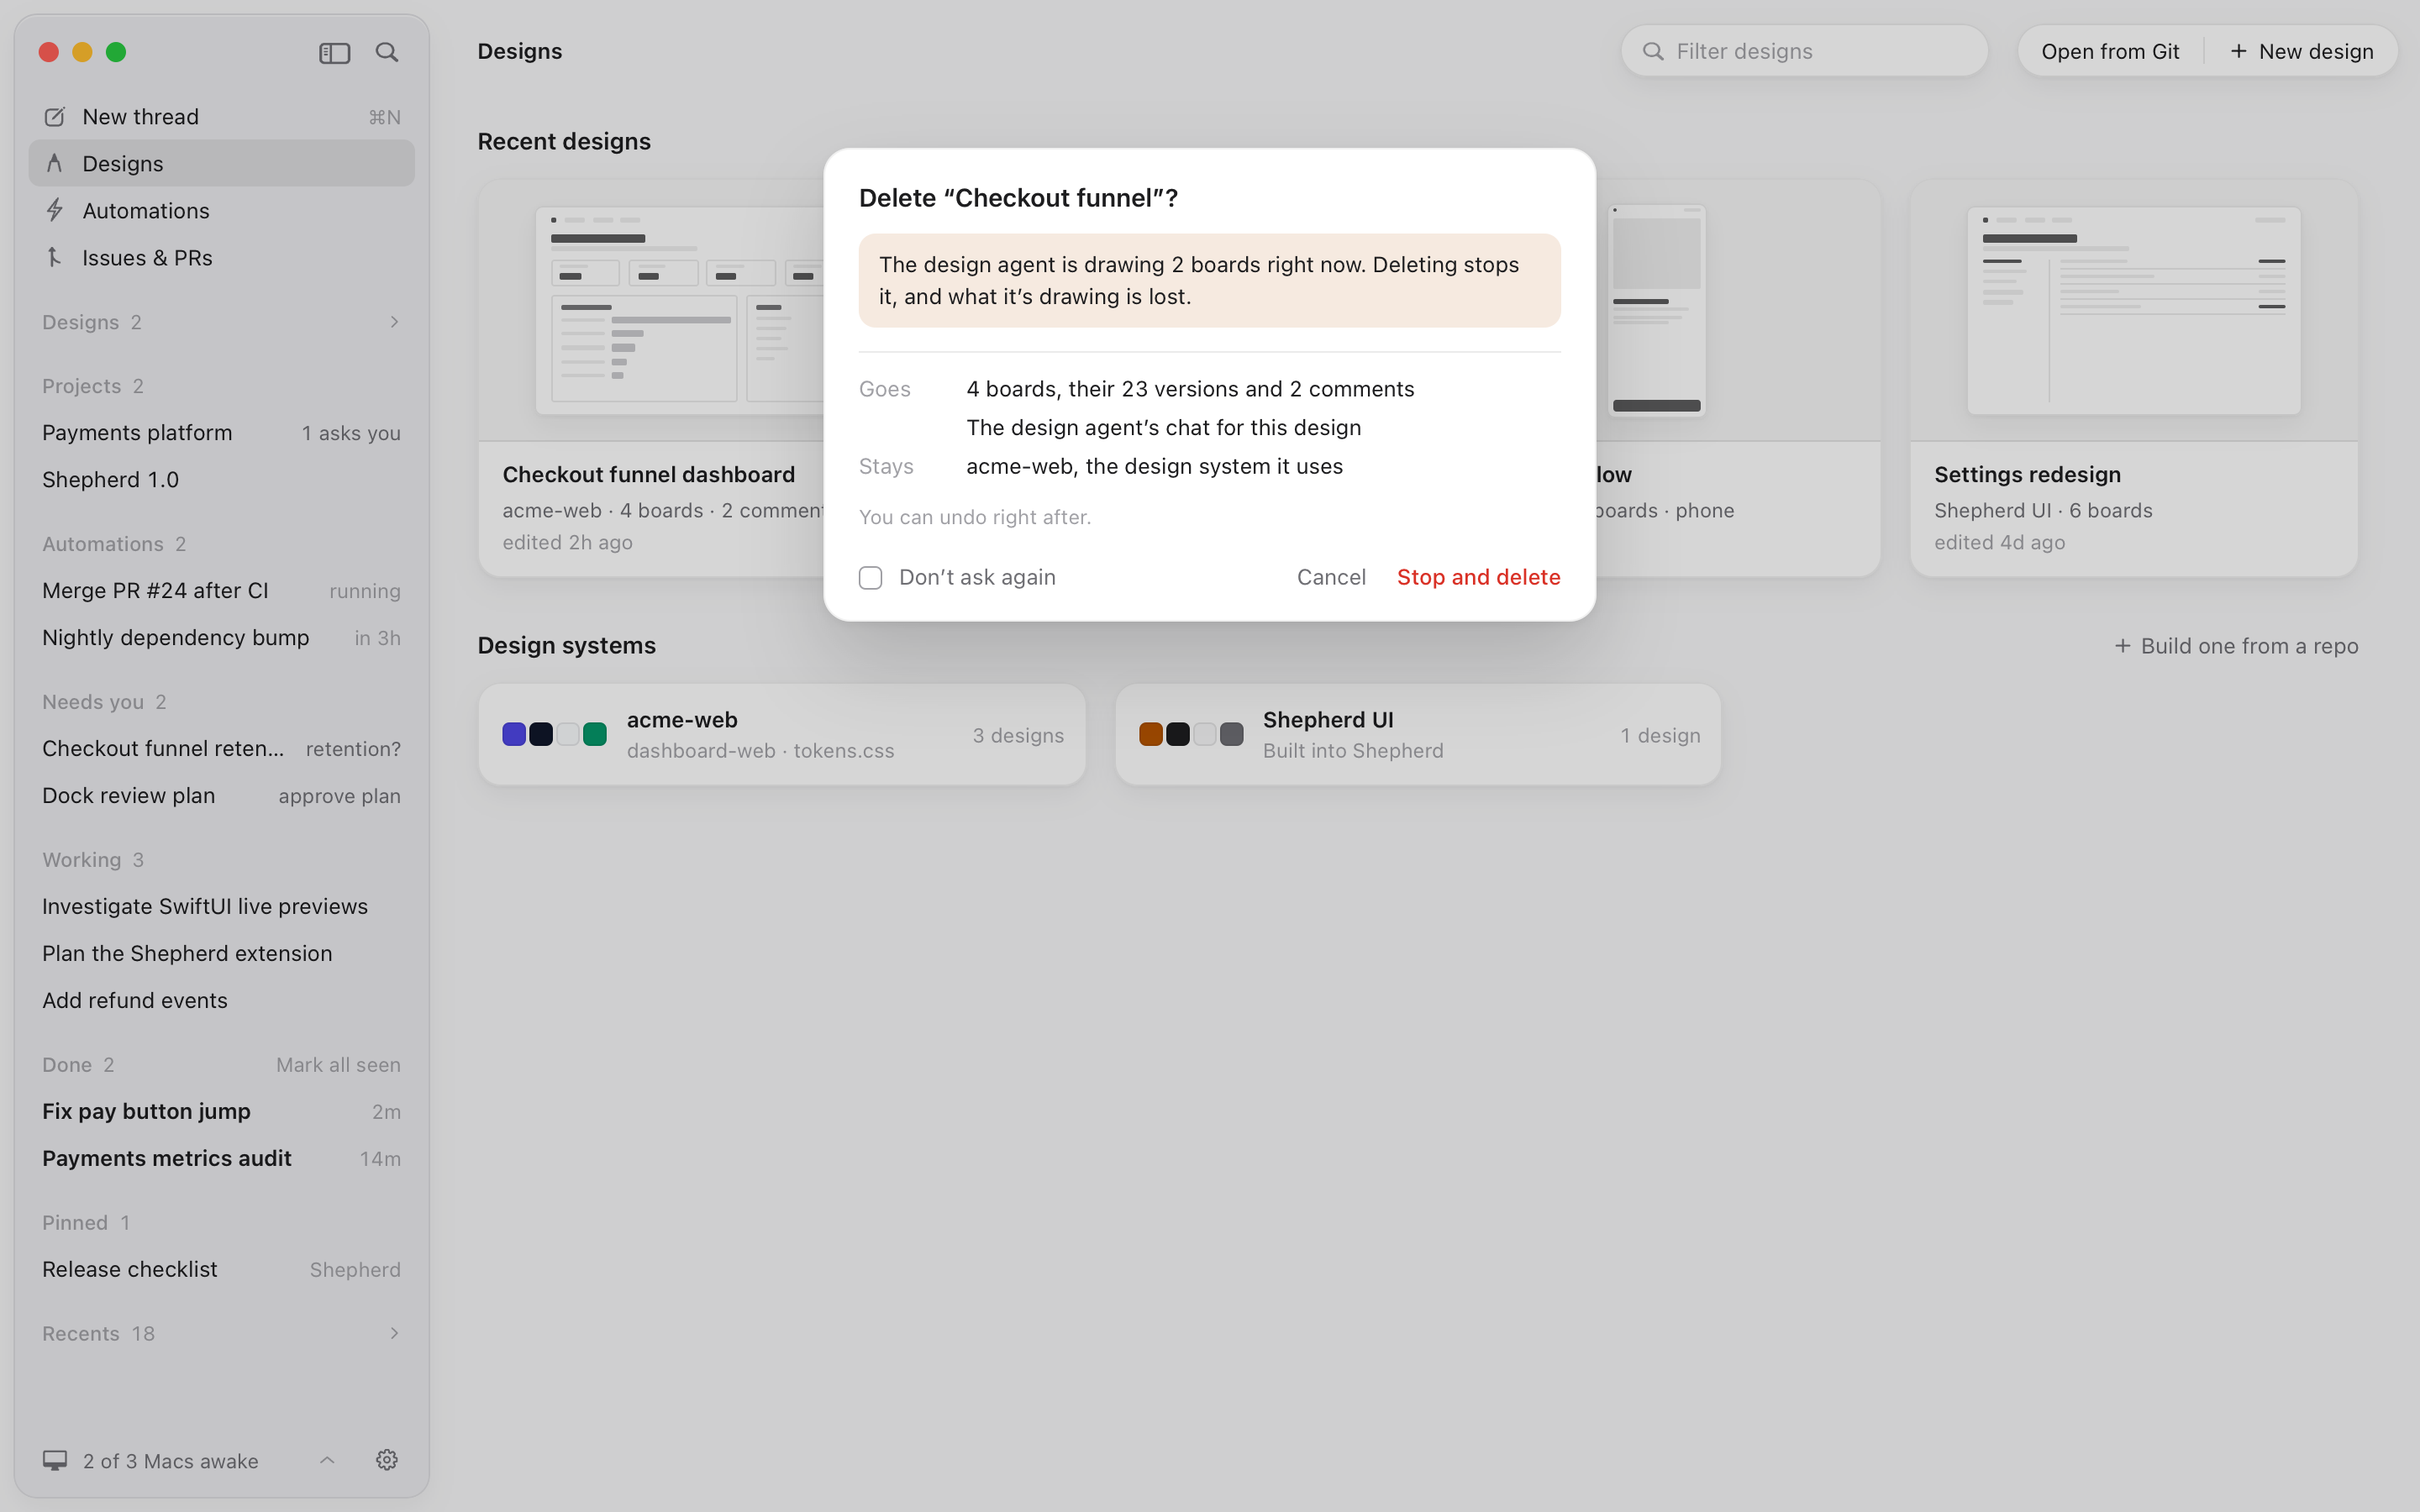 New thread ⌘N
Designs
Automations
Issues & PRs
Designs 2
Projects 2
Payments platform 1 asks you
Shepherd 1.0
Automations 2
Merge PR #24 after CI running
Nightly dependency bump in 3h
Needs you 2
Checkout funnel reten… retention?
Dock review plan approve plan
Working 3
Investigate SwiftUI live previews
Plan the Shepherd extension
Add refund events
Done 2 Mark all seen
Fix pay button jump 2m
Payments metrics audit 14m
Pinned 1
Release checklist Shepherd
Recents 18
2 of 3 Macs awake
Designs
Filter designs
Open from Git
+ New design
Recent designs
Checkout funnel dashboard
acme-web · 4 boards · 2 commen
edited 2h ago
low
boards · phone
Settings redesign
Shepherd UI · 6 boards
edited 4d ago
Delete “Checkout funnel”?
The design agent is drawing 2 boards right now. Deleting stops
it, and what it’s drawing is lost.
Goes 4 boards, their 23 versions and 2 comments
The design agent’s chat for this design
Stays acme-web, the design system it uses
You can undo right after.
Don’t ask again
Cancel
Stop and delete
Design systems
+ Build one from a repo
acme-web
dashboard-web · tokens.css
3 designs
Shepherd UI
Built into Shepherd
1 design